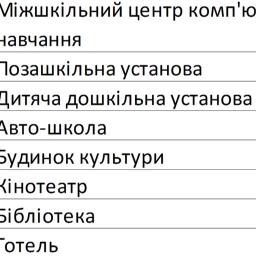 Міжшкільний центр комп'ю
навчання
Позашкільна установа
Дитяча дошкільна установа
Авто-школа
Будинок культури
Кінотеатр
Бібліотека
Готель